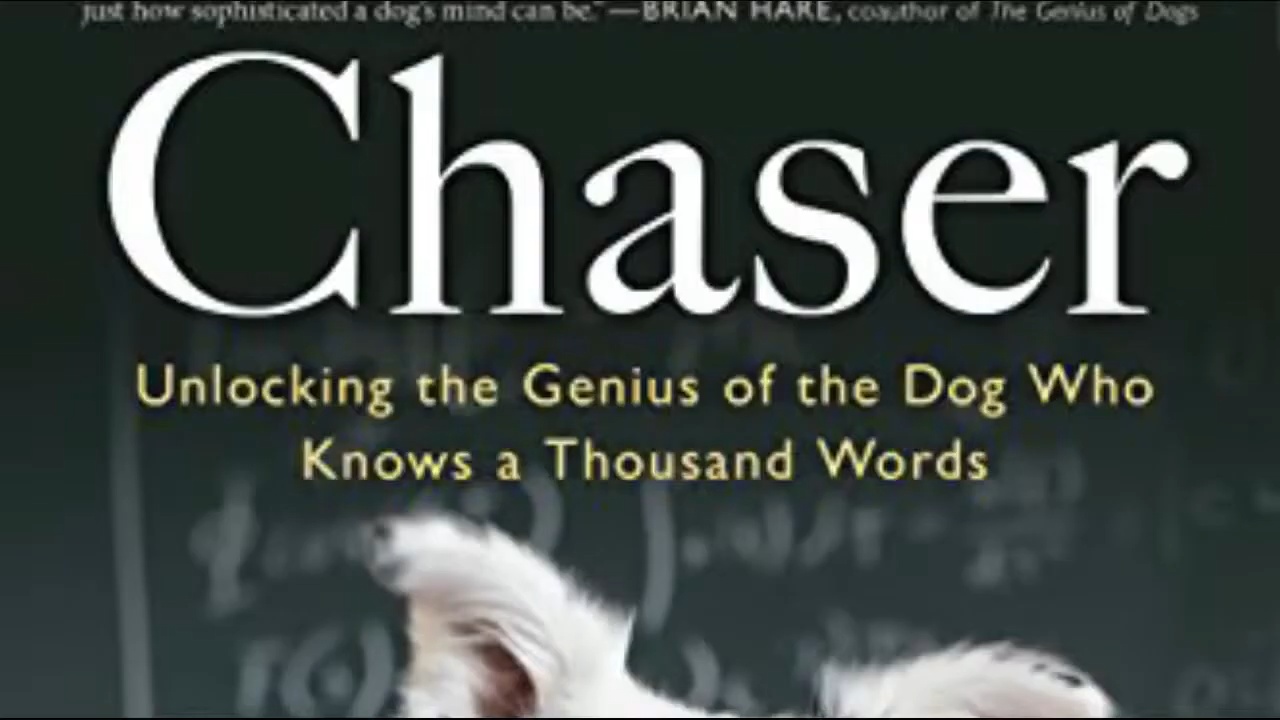 just how sophisticated a dog's mind can be." —BRIAN HARE, coauthor of The Genius of Dogs
Chaser
Unlocking the Genius of the Dog Who
Knows a Thousand Words